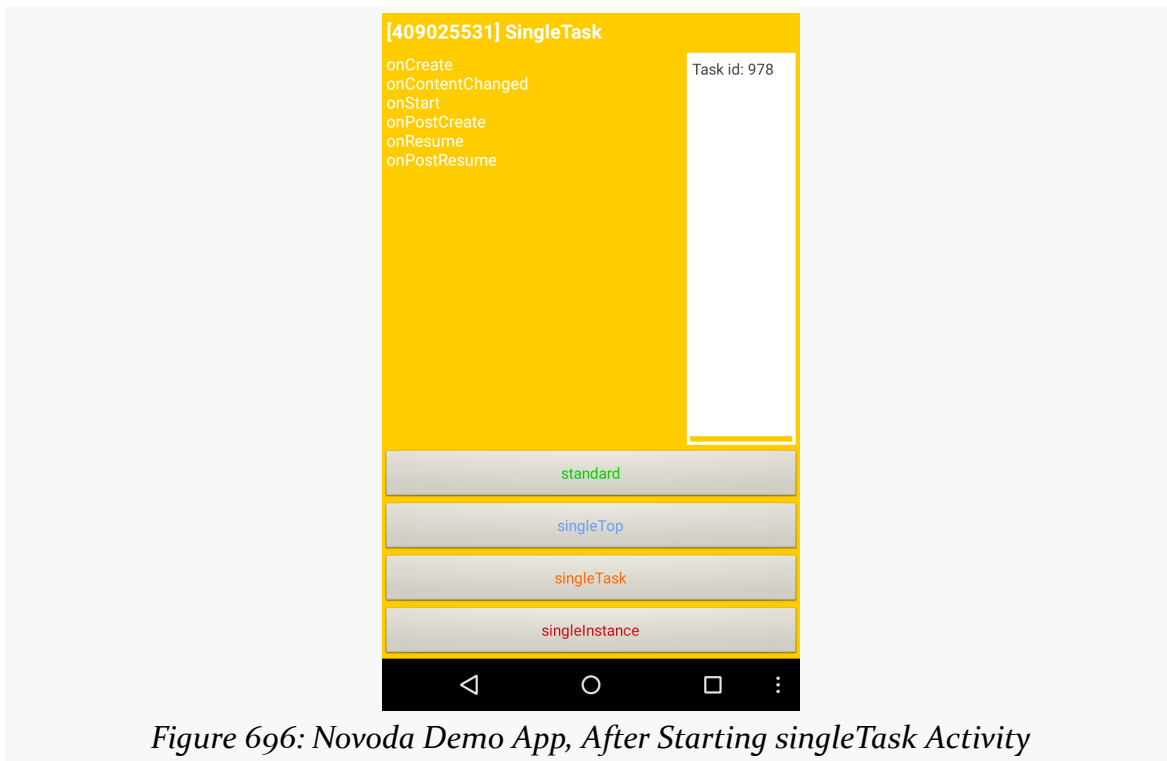 [409025531] SingleTask
onCreate
onContentChanged
onStart
onPostCreate
onResume
onPostResume
Task id: 978
standard
singleTop
singleTask
singleInstance
Figure 696: Novoda Demo App, After Starting singleTask Activity